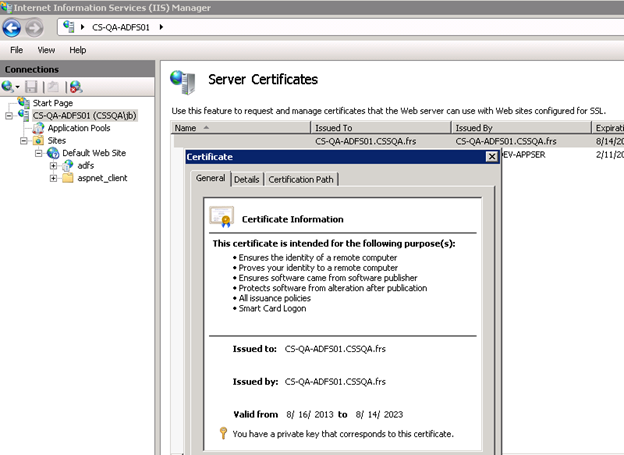 Internet Information Services (IIS) Manager
CS-QA-ADFS01
File View Help
Connections
Start Page
CS-QA-ADFS01 (CSSQA\jb)
Application Pools
Sites
Default Web Site
adfs
aspnet_client
Server Certificates
Use this feature to request and manage certificates that the Web server can use with Web sites configured for SSL.
Name Issued To Issued By
CS-QA-ADFS01.CSSQA.frs CS-QA-ADFS01.CSSQA.frs 8/14/20
EV-APPSER 2/11/20
Certificate
General Details Certification Path
Certificate Information
This certificate is intended for the following purpose(s):
• Ensures the identity of a remote computer
• Proves your identity to a remote computer
• Ensures software came from software publisher
• Protects software from alteration after publication
• All issuance policies
• Smart Card Logon
Issued to: CS-QA-ADFS01.CSSQA.frs
Issued by: CS-QA-ADFS01.CSSQA.frs
Valid from 8/ 16/ 2013 to 8/ 14/ 2023
You have a private key that corresponds to this certificate.